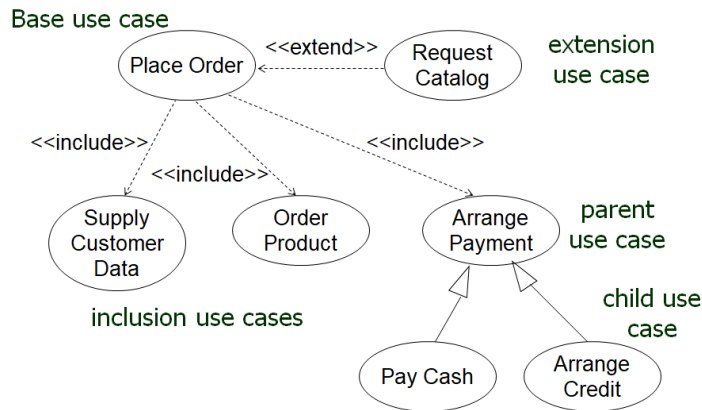 Base use case
Place Order
<<extend>>
Request
Catalog
extension
use case
<<include>>
<<include>>
<<include>>
Supply
Customer
Data
Order
Product
Arrange
Payment
parent
use case
inclusion use cases
child use
case
Pay Cash
Arrange
Credit